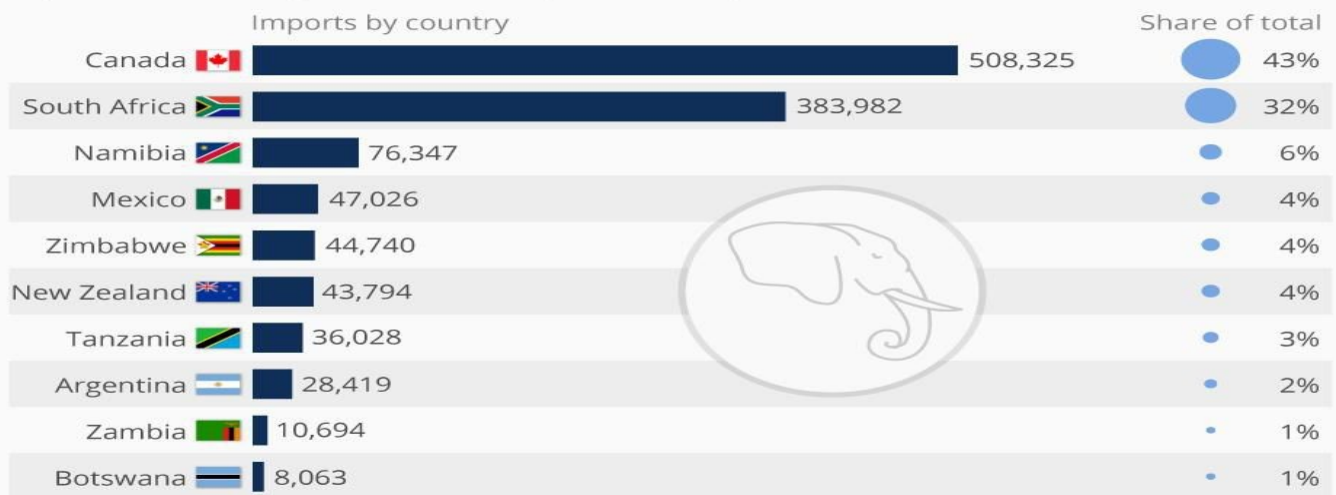 Imports by country Share of total
Canada 508,325 43%
South Africa 383,982 32%
Namibia 76,347 6%
Mexico 47,026 4%
Zimbabwe 44,740 4%
New Zealand 43,794 4%
Tanzania 36,028 3%
Argentina 28,419 2%
Zambia 10,694 1%
Botswana 8,063 1%